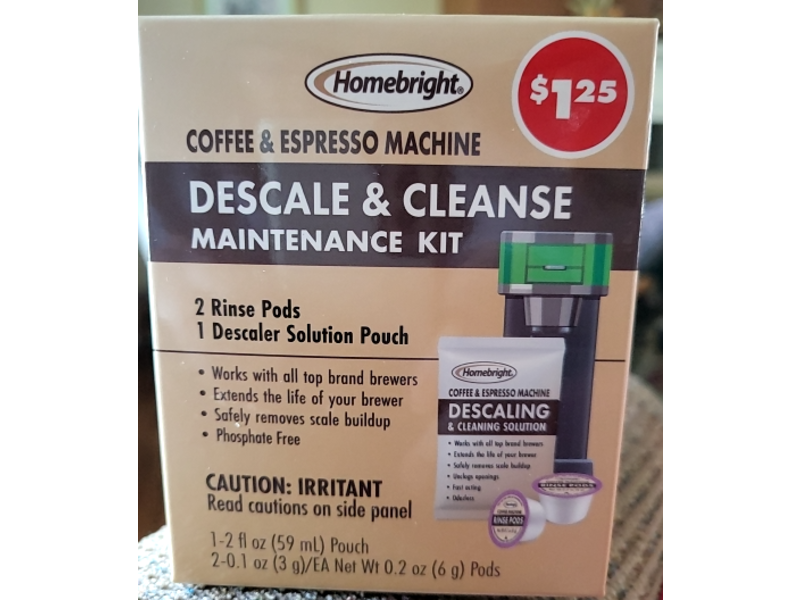 Homebright®
$1.25
COFFEE & ESPRESSO MACHINE
DESCALE & CLEANSE
MAINTENANCE KIT
2 Rinse Pods
1 Descaler Solution Pouch
• Works with all top brand brewers
• Extends the life of your brewer
• Safely removes scale buildup
• Phosphate Free
CAUTION: IRRITANT
Read cautions on side panel
1-2 fl oz (59 mL) Pouch
2-0.1 oz (3 g)/EA Net Wt 0.2 oz (6 g) Pods
Homebright
COFFEE & ESPRESSO MACHINE
DESCALING
& CLEANING SOLUTION
• Works with all top brand brewers
• Extends the life of your brewer
• Safely removes scale buildup
• Unclogs openings
• Fast acting
• Odorless
RINSE PODS
Homebright
RINSE PODS